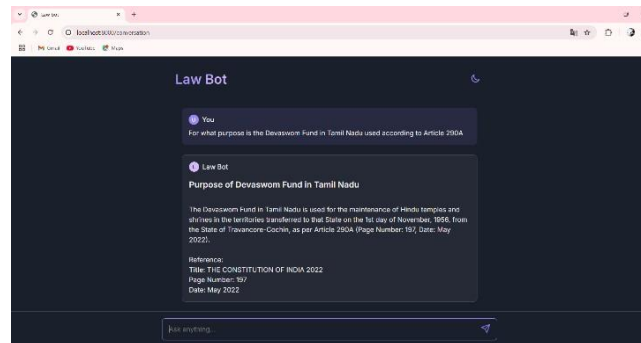 Law Bot
localhost:8000/conversation
Gmail YouTube Maps
Law Bot
U You
For what purpose is the Devaswom Fund in Tamil Nadu used according to Article 290A
L Law Bot
Purpose of Devaswom Fund in Tamil Nadu
The Devaswom Fund in Tamil Nadu is used for the maintenance of Hindu temples and
shrines in the territories transferred to that State on the 1st day of November, 1956, from
the State of Travancore-Cochin, as per Article 290A (Page Number: 197, Date: May
2022).
Reference:
Title: THE CONSTITUTION OF INDIA 2022
Page Number: 197
Date: May 2022
Ask anything...